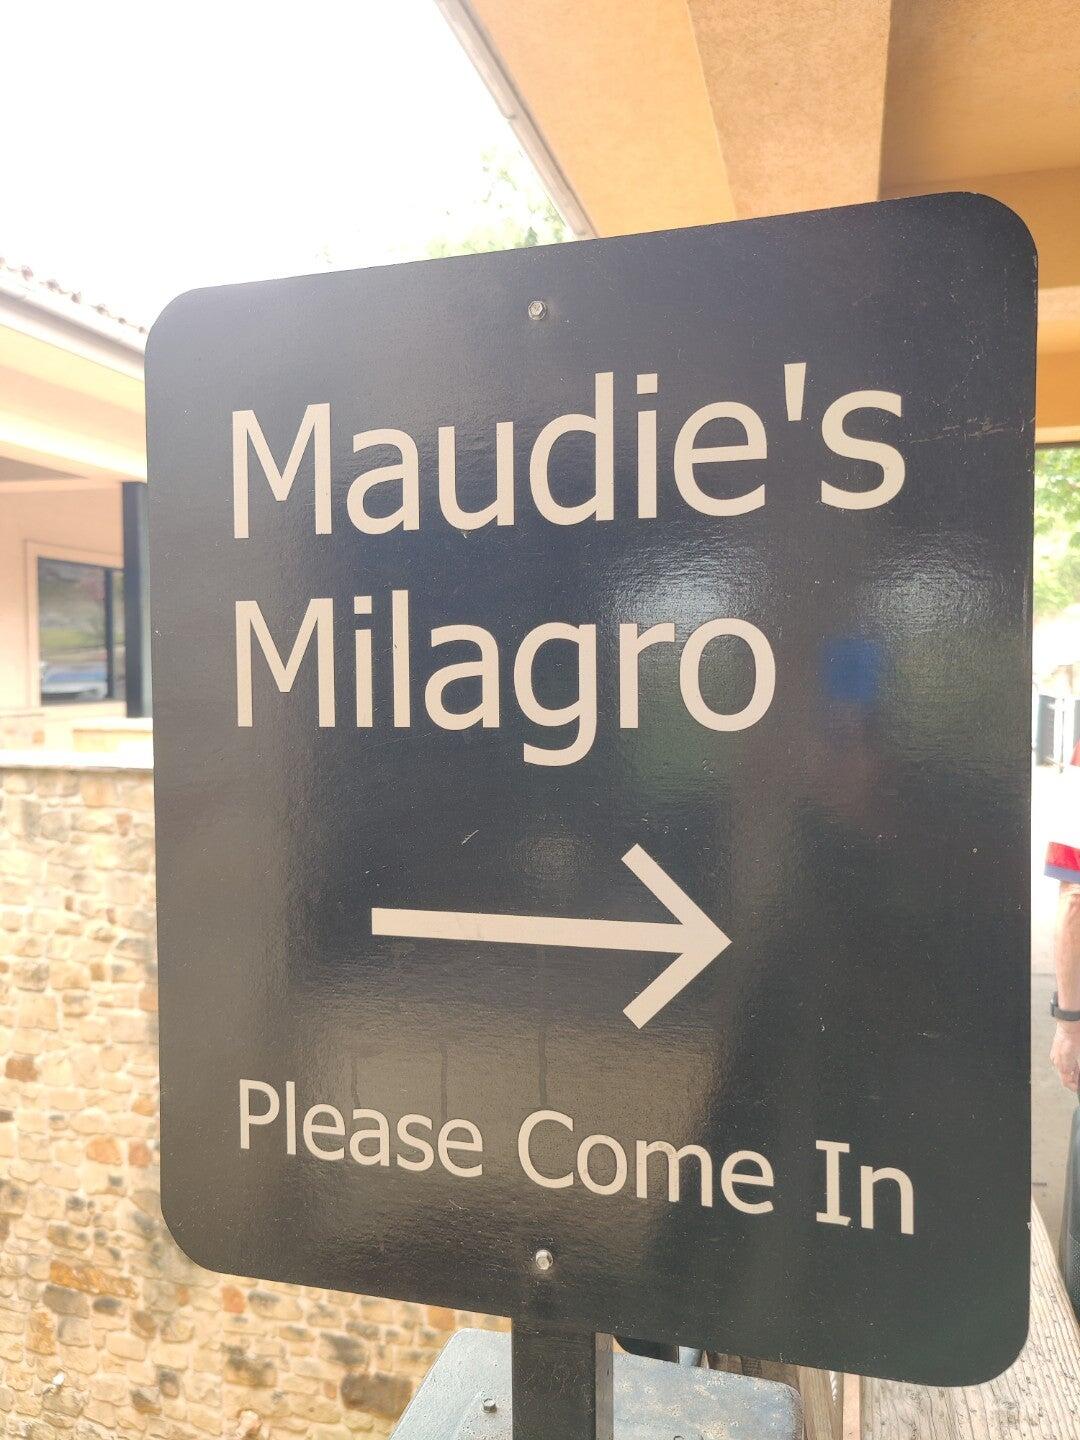 Maudie's
Milagro
→
Please Come In